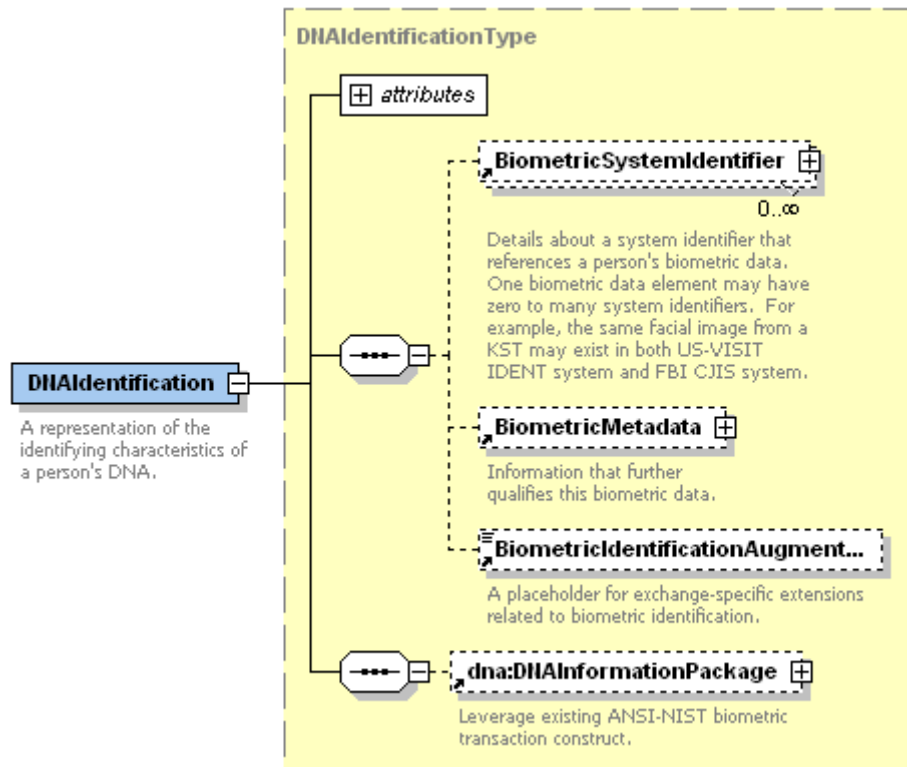 DNAIdentificationType
attributes
BiometricSystemIdentifier
0..∞
Details about a system identifier that
references a person's biometric data.
One biometric data element may have
zero to many system identifiers.  For
example, the same facial image from a
KST may exist in both US-VISIT
IDENT system and FBI CJIS system.
DNAIdentification
A representation of the
identifying characteristics of
a person's DNA.
BiometricMetadata
Information that further
qualifies this biometric data.
BiometricIdentificationAugment...
A placeholder for exchange-specific extensions
related to biometric identification.
dna:DNAInformationPackage
Leverage existing ANSI-NIST biometric
transaction construct.